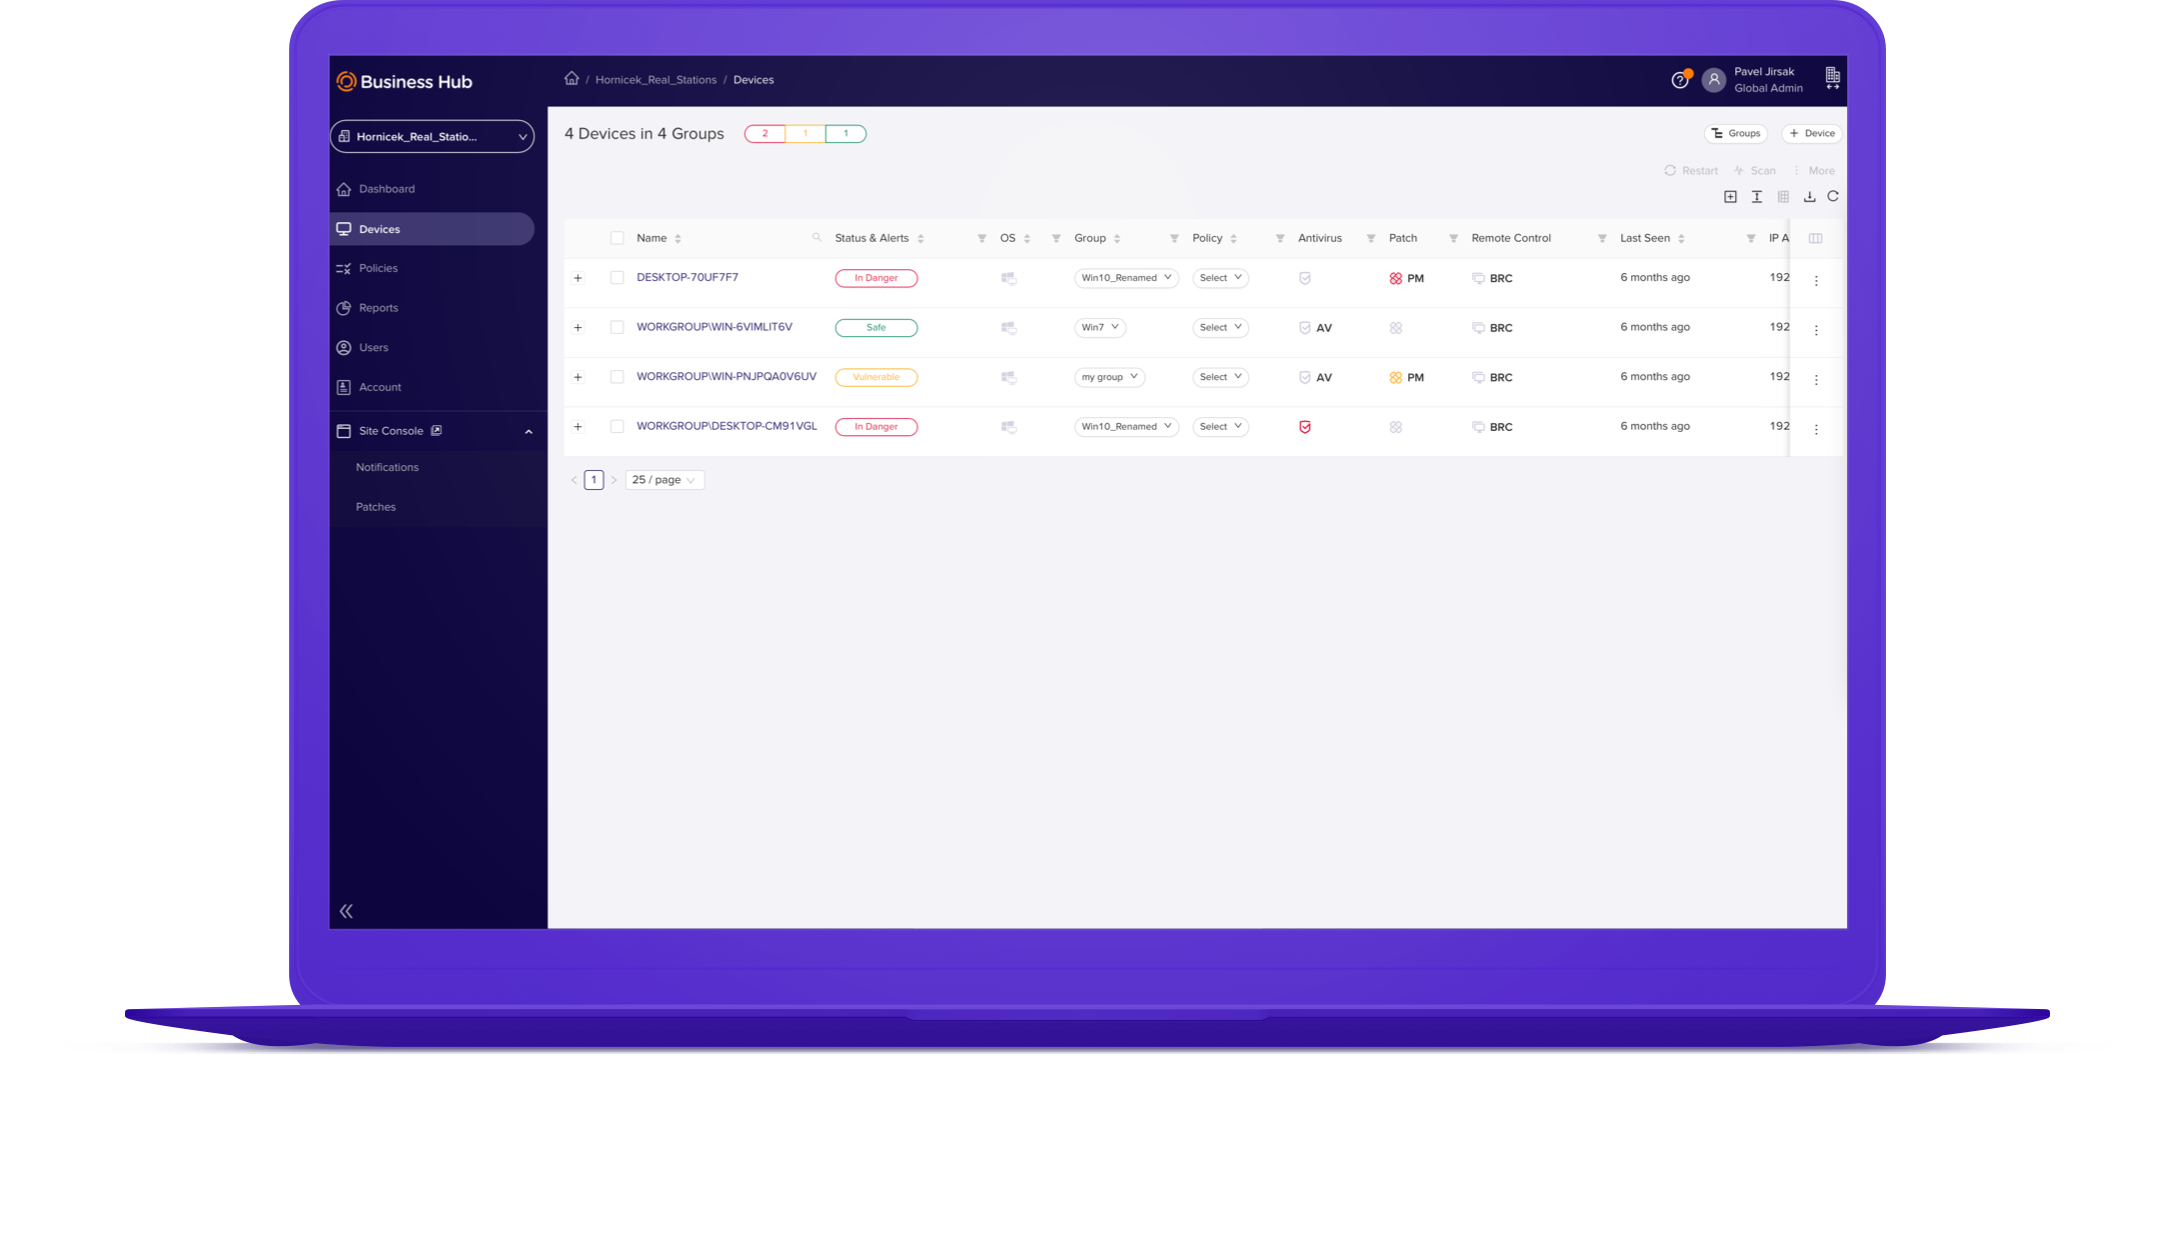 Business Hub
/ Hornicek_Real_Stations / Devices
Pavel Jirsak
Global Admin
Hornicek_Real_Statio...
Dashboard
Devices
Policies
Reports
Users
Account
Site Console
Notifications
Patches
4 Devices in 4 Groups 2 1 1
Groups + Device
Restart Scan More
Name Status & Alerts OS Group Policy Antivirus Patch Remote Control Last Seen IP A
+ DESKTOP-70UF7F7 In Danger Win10_Renamed Select PM BRC 6 months ago 192
+ WORKGROUP\WIN-6VIMLIT6V Safe Win7 Select AV BRC 6 months ago 192
+ WORKGROUP\WIN-PNJPQA0V6UV Vulnerable my group Select AV PM BRC 6 months ago 192
+ WORKGROUP\DESKTOP-CM91VGL In Danger Win10_Renamed Select BRC 6 months ago 192
< 1 > 25 / page